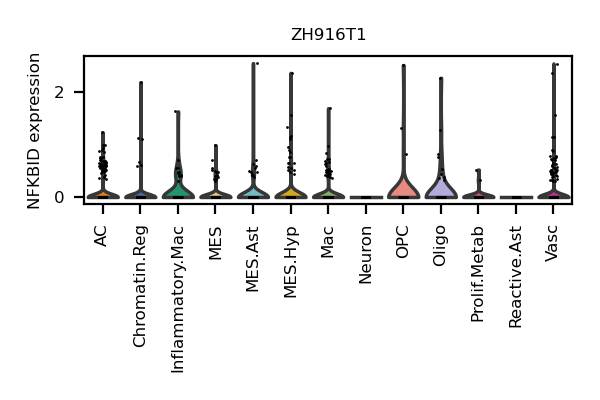 ZH916T1
NFKBID expression
2
0
AC
Chromatin.Reg
Inflammatory.Mac
MES
MES.Ast
MES.Hyp
Mac
Neuron
OPC
Oligo
Prolif.Metab
Reactive.Ast
Vasc